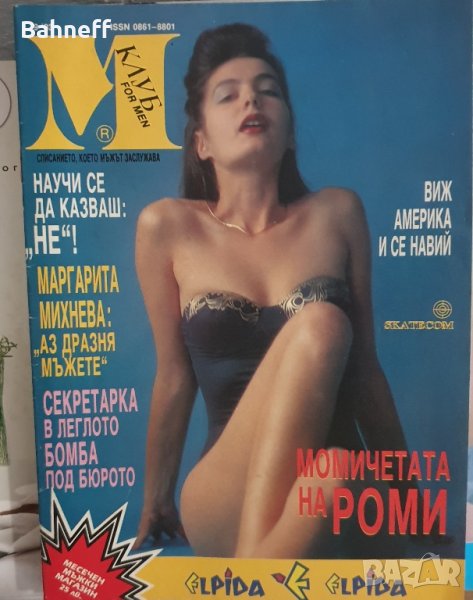 Bahneff
ISSN 0861-8801
М
КЛУБ
FOR MEN
®
СПИСАНИЕТО, КОЕТО МЪЖЪТ ЗАСЛУЖАВА
НАУЧИ СЕ
ДА КАЗВАШ:
„НЕ“!
ВИЖ
АМЕРИКА
И СЕ НАВИЙ
МАРГАРИТА
МИХНЕВА:
„АЗ ДРАЗНЯ
МЪЖЕТЕ“
SKATECOM
СЕКРЕТАРКА
В ЛЕГЛОТО
БОМБА
ПОД БЮРОТО
МОМИЧЕТАТА
НА РОМИ
МЕСЕЧЕН
МЪЖКИ
МАГАЗИН
25 ЛВ.
ELPIDA E ELPIDA
BAZAR